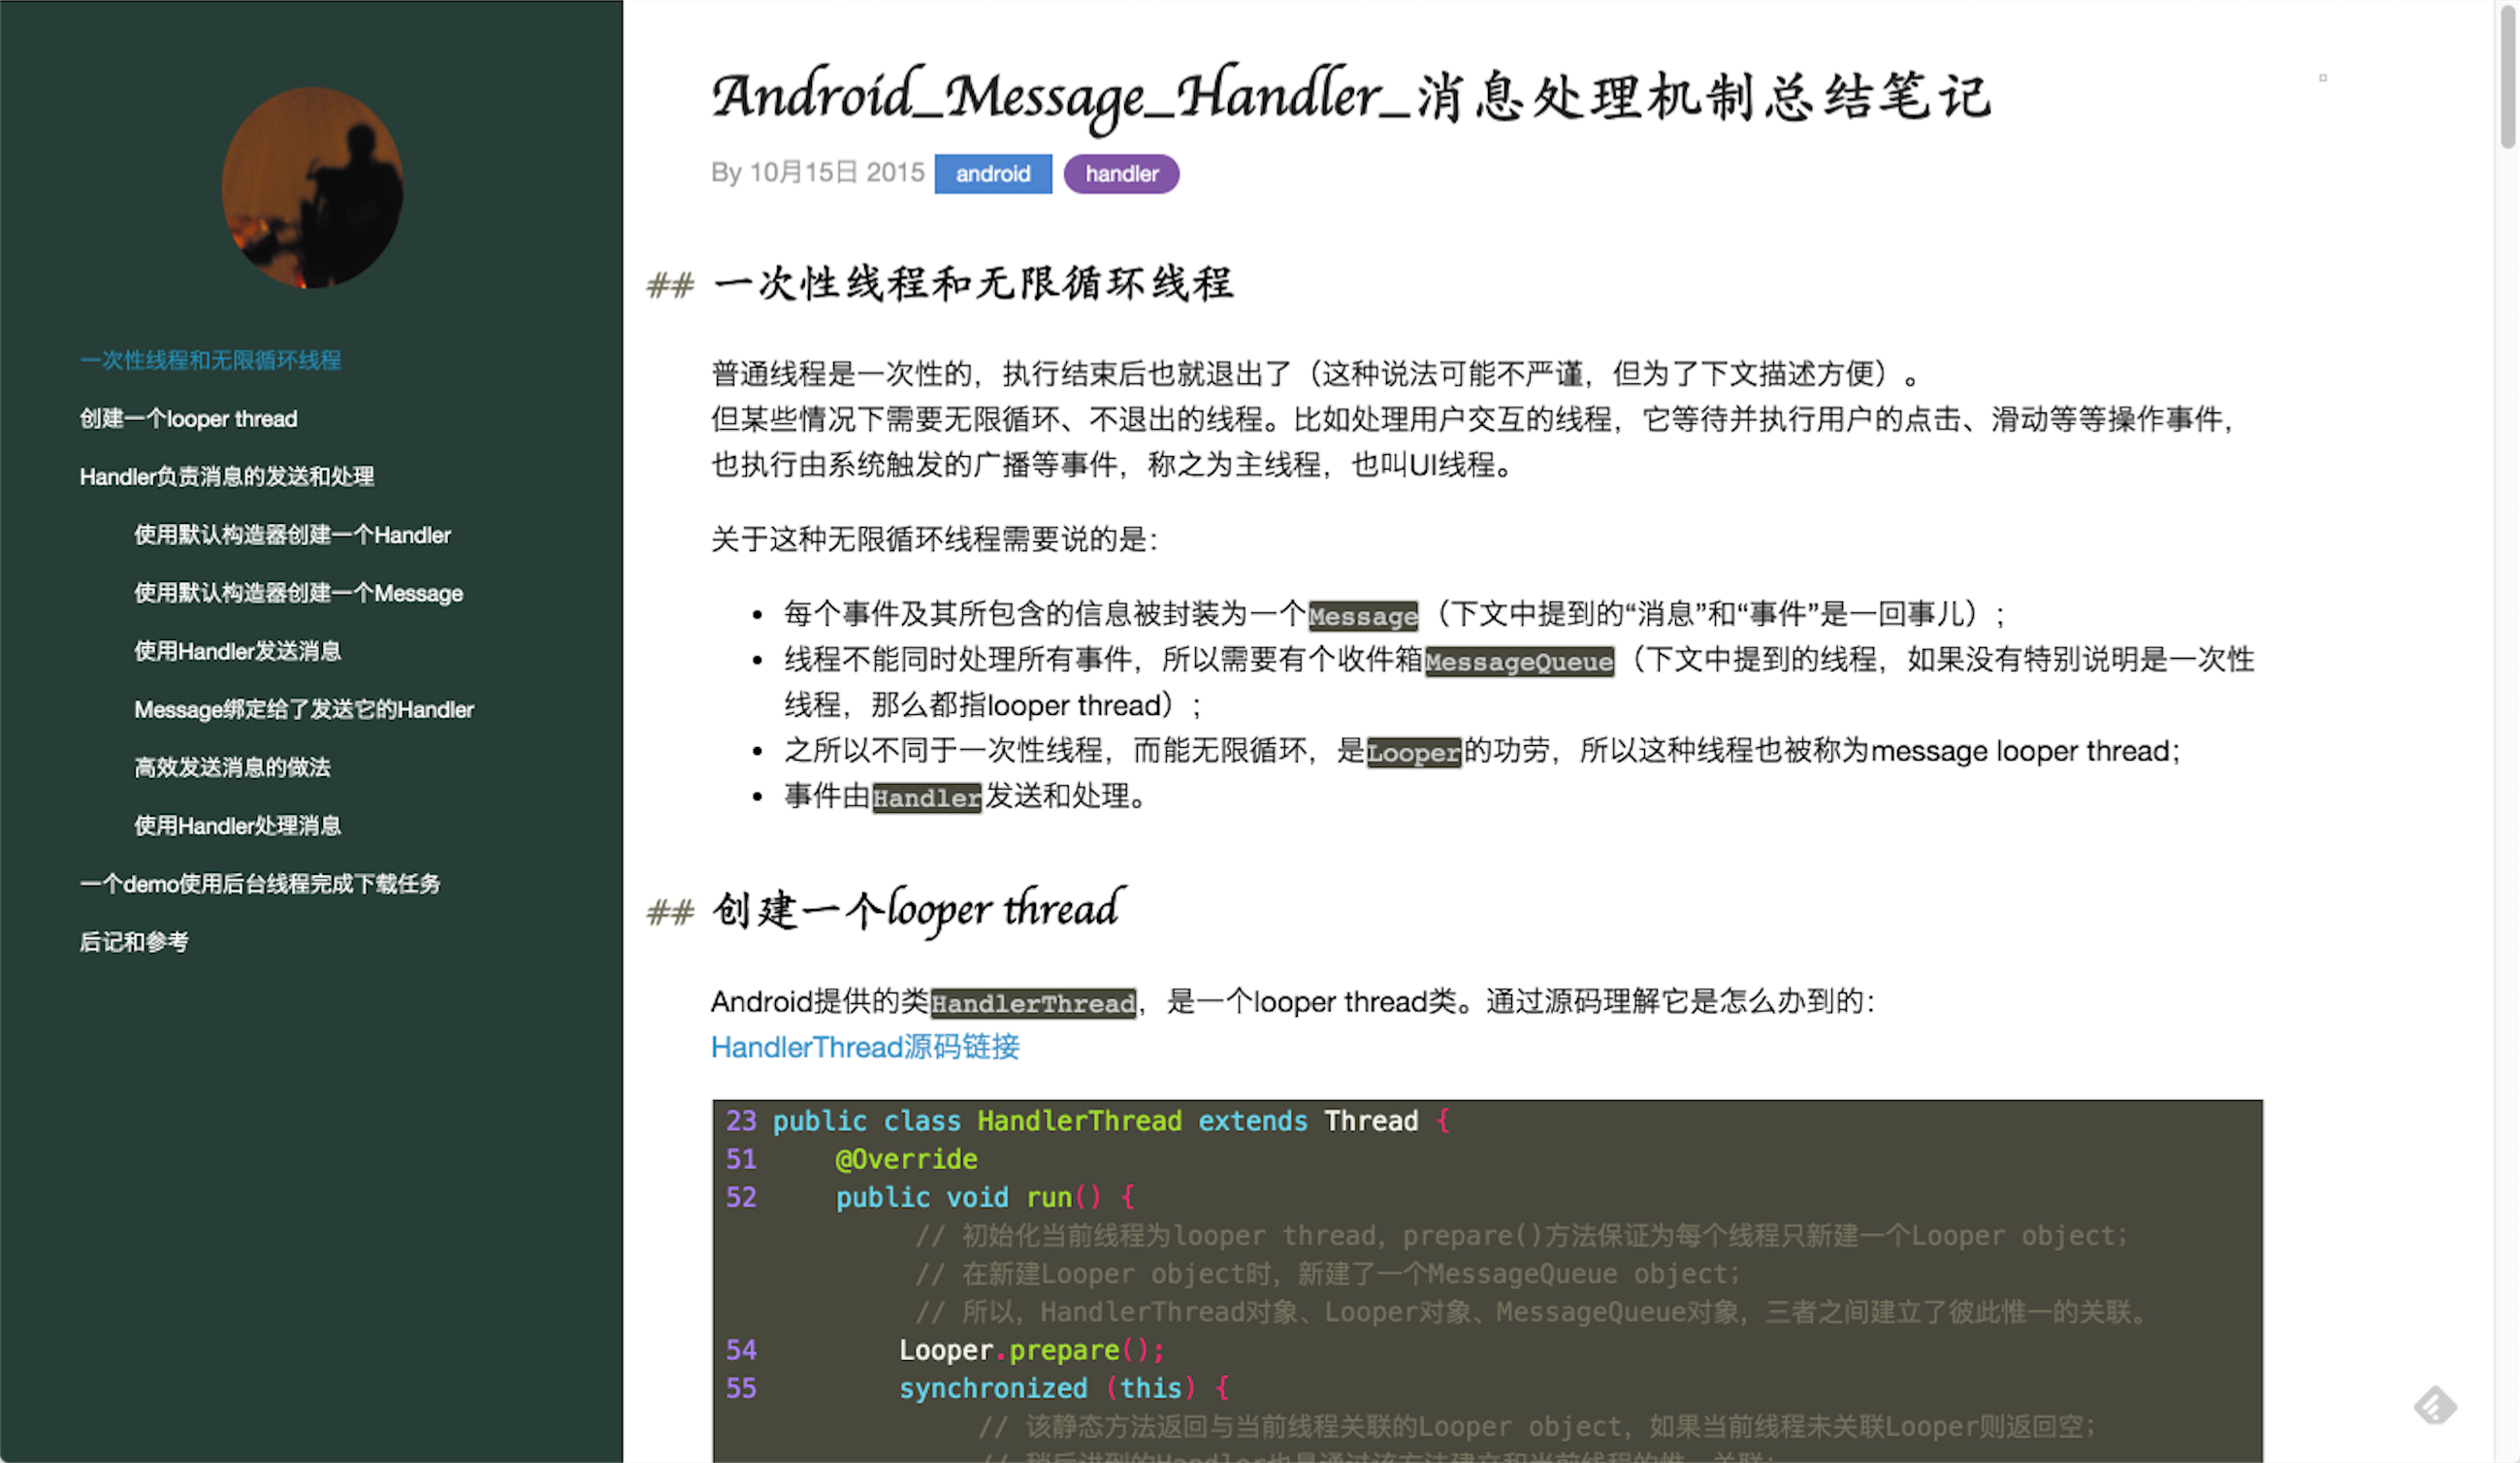 一次性线程和无限循环线程
创建一个looper thread
Handler负责消息的发送和处理
使用默认构造器创建一个Handler
使用默认构造器创建一个Message
使用Handler发送消息
Message绑定给了发送它的Handler
高效发送消息的做法
使用Handler处理消息
一个demo使用后台线程完成下载任务
后记和参考
Android_Message_Handler_消息处理机制总结笔记
By 10月15日 2015 android handler
## 一次性线程和无限循环线程
普通线程是一次性的，执行结束后也就退出了（这种说法可能不严谨，但为了下文描述方便）。
但某些情况下需要无限循环、不退出的线程。比如处理用户交互的线程，它等待并执行用户的点击、滑动等等操作事件，
也执行由系统触发的广播等事件，称之为主线程，也叫UI线程。
关于这种无限循环线程需要说的是：
• 每个事件及其所包含的信息被封装为一个Message（下文中提到的“消息”和“事件”是一回事儿）；
• 线程不能同时处理所有事件，所以需要有个收件箱MessageQueue（下文中提到的线程，如果没有特别说明是一次性
线程，那么都指looper thread）；
• 之所以不同于一次性线程，而能无限循环，是Looper的功劳，所以这种线程也被称为message looper thread；
• 事件由Handler发送和处理。
## 创建一个looper thread
Android提供的类HandlerThread，是一个looper thread类。通过源码理解它是怎么办到的：
HandlerThread源码链接
23 public class HandlerThread extends Thread {
51 @Override
52 public void run() {
// 初始化当前线程为looper thread，prepare()方法保证为每个线程只新建一个Looper object；
// 在新建Looper object时，新建了一个MessageQueue object；
// 所以，HandlerThread对象、Looper对象、MessageQueue对象，三者之间建立了彼此惟一的关联。
54 Looper.prepare();
55 synchronized (this) {
// 该静态方法返回与当前线程关联的Looper object，如果当前线程未关联Looper则返回空；
// 稍后讲到的Handler也是通过该方法建立和当前线程的惟一关联；